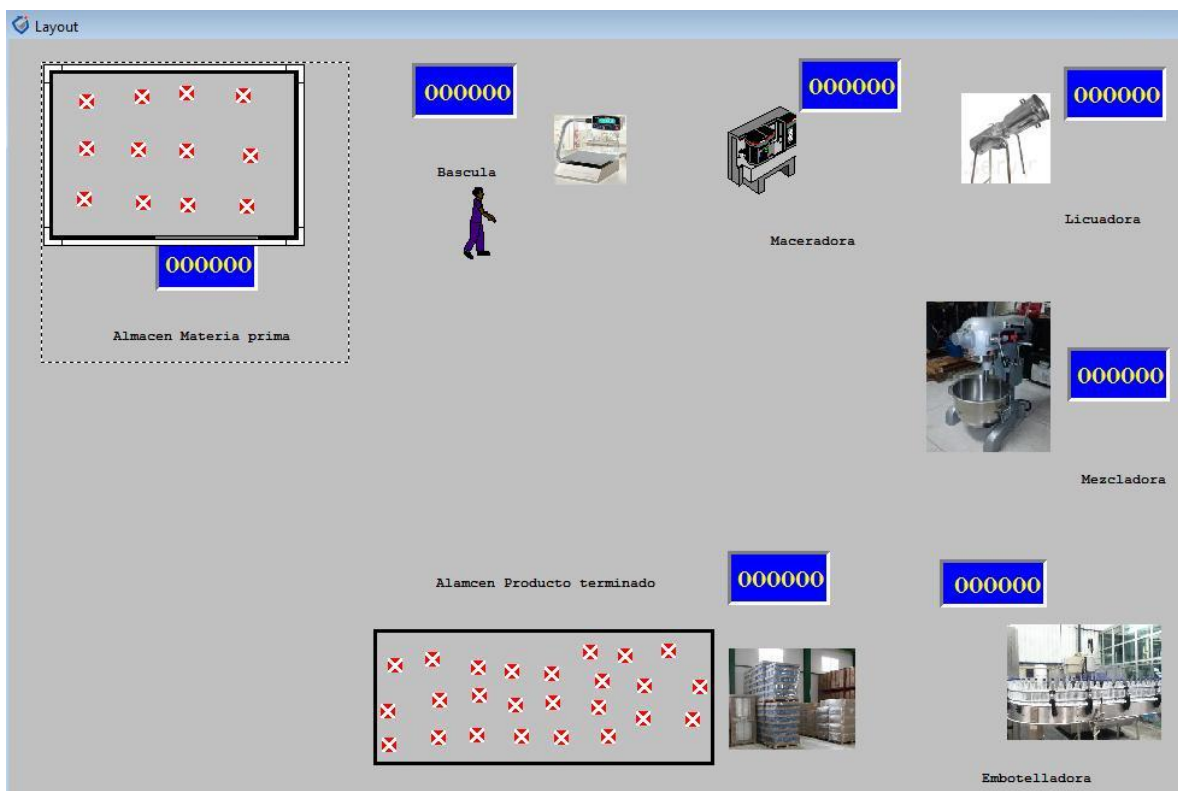 Layout
000000
000000
000000
Bascula
Licuadora
Maceradora
000000
Almacen Materia prima
000000
Mezcladora
Alamcen Producto terminado
000000
000000
Embotelladora